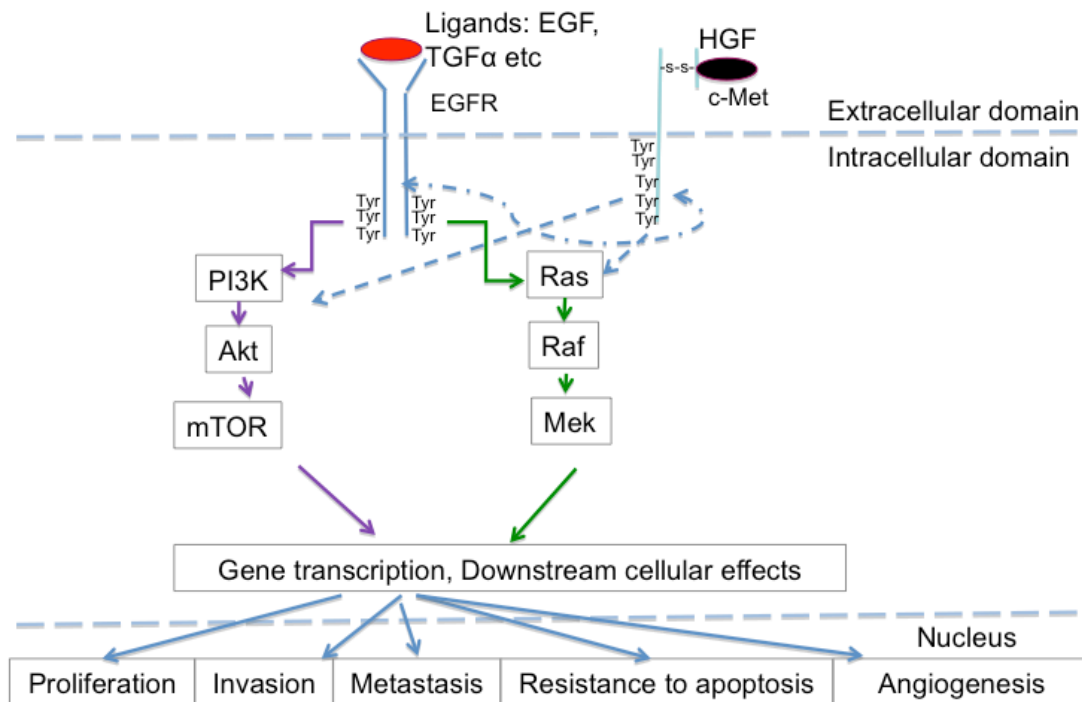 Ligands: EGF,
TGFα etc
EGFR
HGF
-s-s-
c-Met
Extracellular domain
Intracellular domain
Tyr
Tyr
Tyr
Tyr
Tyr
Tyr
Tyr
Tyr
Tyr
Tyr
Tyr
PI3K
Ras
Akt
Raf
mTOR
Mek
Gene transcription, Downstream cellular effects
Nucleus
Proliferation
Invasion
Metastasis
Resistance to apoptosis
Angiogenesis